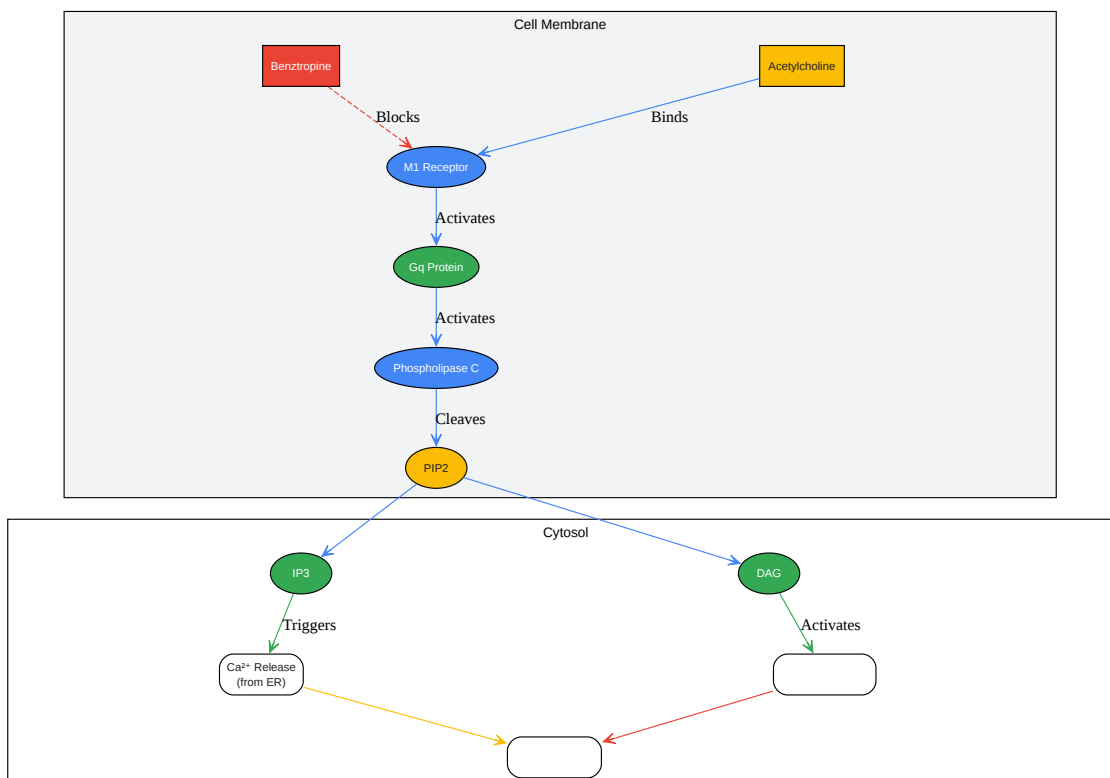 Cell Membrane
Benztropine
Acetylcholine
Blocks
Binds
M1 Receptor
Activates
Gq Protein
Activates
Phospholipase C
Cleaves
PIP2
Cytosol
IP3
DAG
Triggers
Activates
Ca²⁺ Release
(from ER)